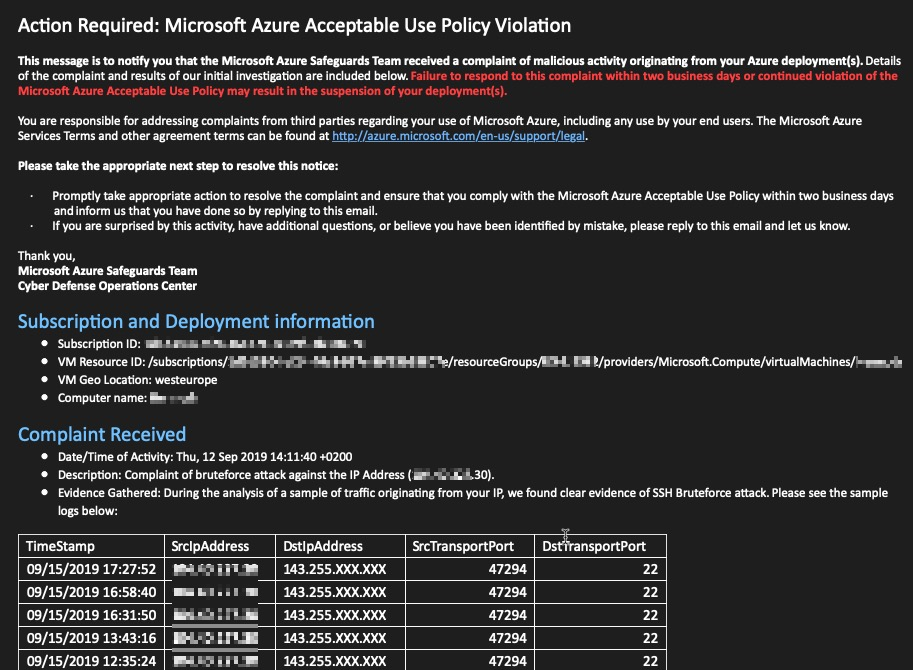 Action Required: Microsoft Azure Acceptable Use Policy Violation
This message is to notify you that the Microsoft Azure Safeguards Team received a complaint of malicious activity originating from your Azure deployment(s). Details
of the complaint and results of our initial investigation are included below. Failure to respond to this complaint within two business days or continued violation of the
Microsoft Azure Acceptable Use Policy may result in the suspension of your deployment(s).
You are responsible for addressing complaints from third parties regarding your use of Microsoft Azure, including any use by your end users. The Microsoft Azure
Services Terms and other agreement terms can be found at http://azure.microsoft.com/en-us/support/legal.
Please take the appropriate next step to resolve this notice:
· Promptly take appropriate action to resolve the complaint and ensure that you comply with the Microsoft Azure Acceptable Use Policy within two business days
and inform us that you have done so by replying to this email.
· If you are surprised by this activity, have additional questions, or believe you have been identified by mistake, please reply to this email and let us know.
Thank you,
Microsoft Azure Safeguards Team
Cyber Defense Operations Center
Subscription and Deployment information
• Subscription ID:
• VM Resource ID: /subscriptions/ e/resourceGroups/ /providers/Microsoft.Compute/virtualMachines/
• VM Geo Location: westeurope
• Computer name:
Complaint Received
• Date/Time of Activity: Thu, 12 Sep 2019 14:11:40 +0200
• Description: Complaint of bruteforce attack against the IP Address ( .30).
• Evidence Gathered: During the analysis of a sample of traffic originating from your IP, we found clear evidence of SSH Bruteforce attack. Please see the sample
logs below:
TimeStamp SrcIpAddress DstIpAddress SrcTransportPort DstTransportPort
09/15/2019 17:27:52 143.255.XXX.XXX 47294 22
09/15/2019 16:58:40 143.255.XXX.XXX 47294 22
09/15/2019 16:31:50 143.255.XXX.XXX 47294 22
09/15/2019 13:43:16 143.255.XXX.XXX 47294 22
09/15/2019 12:35:24 143.255.XXX.XXX 47294 22